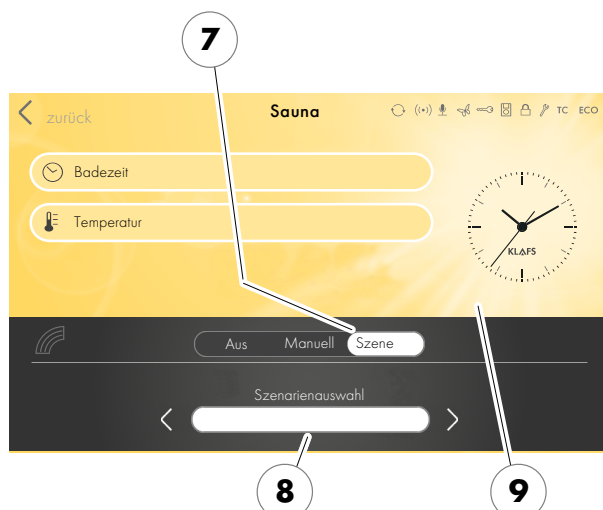 7
zurück Sauna TC ECO
Badezeit
Temperatur
KLAFS
Aus Manuell Szene
Szenarienauswahl
8 9